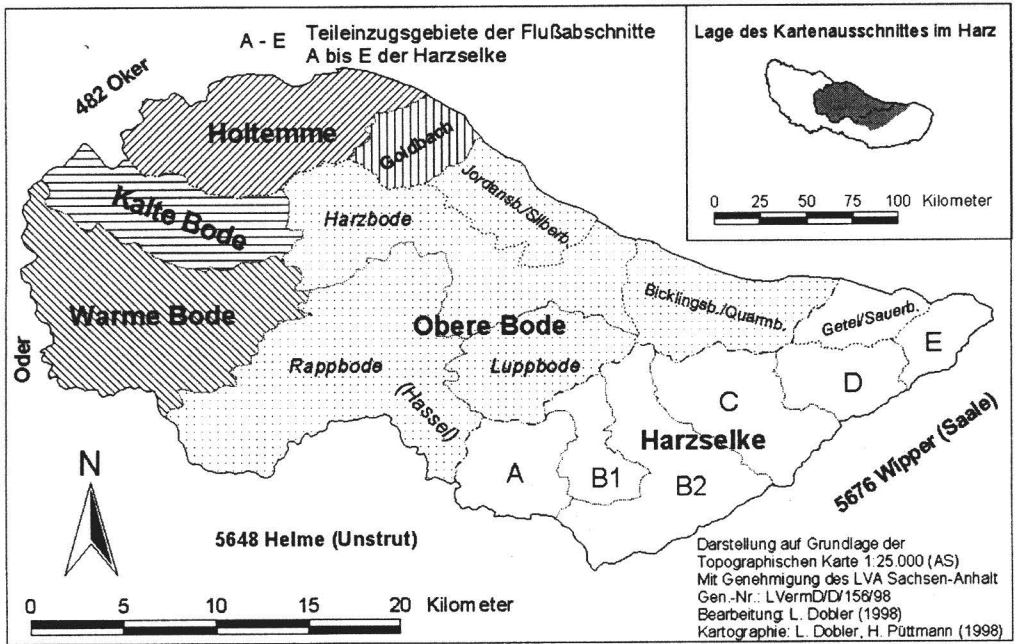 A - E Teileinzugsgebiete der Flußabschnitte
A bis E der Harzselke
Lage des Kartenausschnittes im Harz
0 25 50 75 100 Kilometer
482 Oker
Holtemme
Goldbach
Kalte Bode
Harzbode
Jordansb./Silberb.
Warme Bode
Obere Bode
Bicklingsb./Quarmb.
Getel/Sauerb.
E
Oder
Rappbode
Luppbode
(Hassel)
D
C
Harzselke
A
B1
B2
5676 Wipper (Saale)
N
5648 Helme (Unstrut)
0 5 10 15 20 Kilometer
Darstellung auf Grundlage der
Topographischen Karte 1:25.000 (AS)
Mit Genehmigung des LVA Sachsen-Anhalt
Gen.-Nr.: LVermD/D/156/98
Bearbeitung: L. Dobler (1998)
Kartographie: L. Dobler, H. Püttmann (1998)